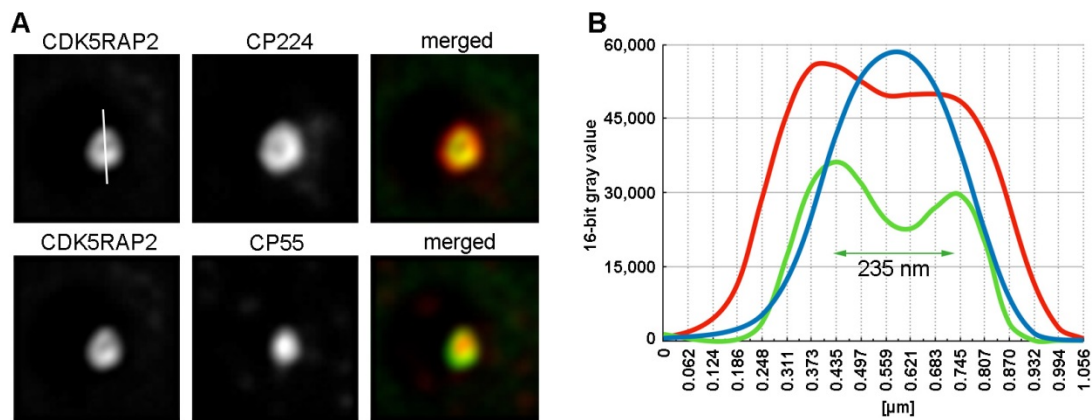 A
CDK5RAP2 CP224 merged
CDK5RAP2 CP55 merged
B
16-bit gray value
60,000
45,000
30,000
15,000
0
235 nm
0 0.062 0.124 0.186 0.248 0.311 0.373 0.435 0.497 0.559 0.621 0.683 0.745 0.807 0.870 0.932 0.994 1.056
[µm]